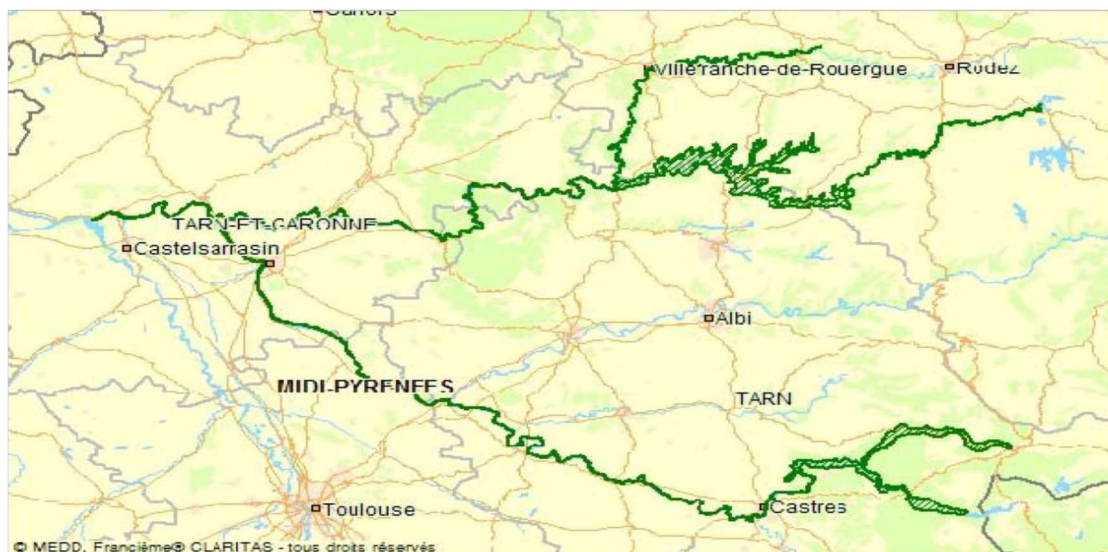 Cahors
Villefranche-de-Rouergue
Rodez
TARN-ET-GARONNE
Castelsarrasin
Albi
MIDI-PYRENEES
TARN
Toulouse
Castres
© MEDD, Francième® CLARITAS - tous droits réservés